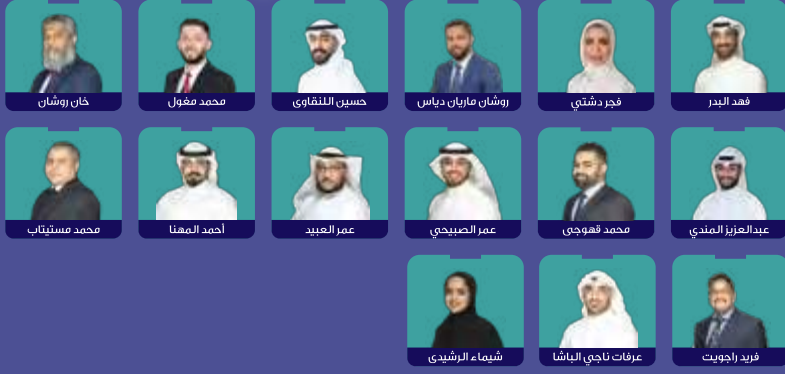 فهد البدر
فجر دشتي
روشان ماريان دياس
حسين اللنقاوي
محمد مغول
خان روشان
عبدالعزيز المندي
محمد قهوجي
عمر الصبيحي
عمر العبيد
أحمد المهنا
محمد مستيتاب
فريد راجويت
عرفات ناجي الباشا
شيماء الرشيدي